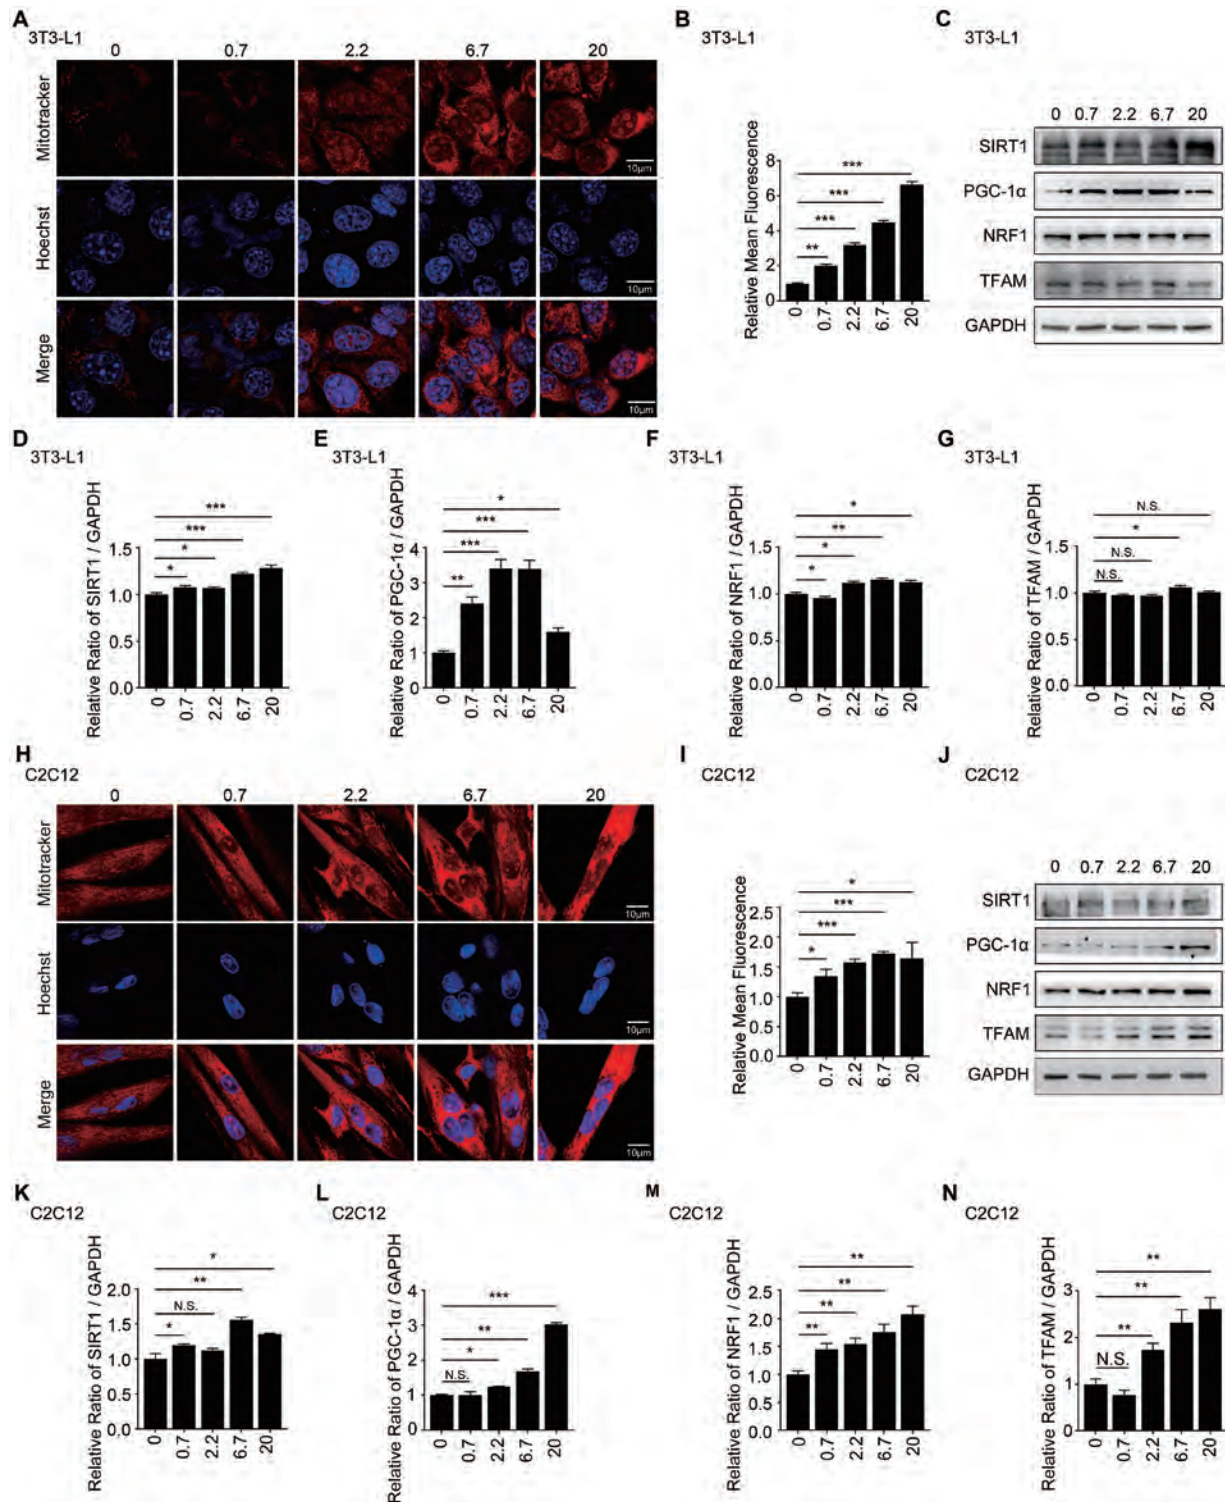 A
3T3-L1
0 0.7 2.2 6.7 20
Mitotracker
10μm
Hoechst
10μm
Merge
10μm
B
3T3-L1
Relative Mean Fluorescence
8
6
4
2
0
***
***
***
**
0 0.7 2.2 6.7 20
C
3T3-L1
0 0.7 2.2 6.7 20
SIRT1
PGC-1α
NRF1
TFAM
GAPDH
D
3T3-L1
Relative Ratio of SIRT1 / GAPDH
1.5
1.0
0.5
0.0
***
***
*
*
0 0.7 2.2 6.7 20
E
3T3-L1
Relative Ratio of PGC-1α / GAPDH
4
3
2
1
0
*
***
***
**
0 0.7 2.2 6.7 20
F
3T3-L1
Relative Ratio of NRF1 / GAPDH
1.5
1.0
0.5
0.0
*
**
*
*
0 0.7 2.2 6.7 20
G
3T3-L1
Relative Ratio of TFAM / GAPDH
1.5
1.0
0.5
0.0
N.S.
*
N.S.
N.S.
0 0.7 2.2 6.7 20
H
C2C12
0 0.7 2.2 6.7 20
Mitotracker
10μm
Hoechst
10μm
Merge
10μm
I
C2C12
Relative Mean Fluorescence
2.5
2.0
1.5
1.0
0.5
0.0
*
***
***
*
0 0.7 2.2 6.7 20
J
C2C12
0 0.7 2.2 6.7 20
SIRT1
PGC-1α
NRF1
TFAM
GAPDH
K
C2C12
Relative Ratio of SIRT1 / GAPDH
2.0
1.5
1.0
0.5
0.0
*
**
N.S.
*
0 0.7 2.2 6.7 20
L
C2C12
Relative Ratio of PGC-1α / GAPDH
4
3
2
1
0
***
**
*
N.S.
0 0.7 2.2 6.7 20
M
C2C12
Relative Ratio of NRF1 / GAPDH
2.5
2.0
1.5
1.0
0.5
0.0
**
**
**
**
0 0.7 2.2 6.7 20
N
C2C12
Relative Ratio of TFAM / GAPDH
3
2
1
0
**
**
**
N.S.
0 0.7 2.2 6.7 20